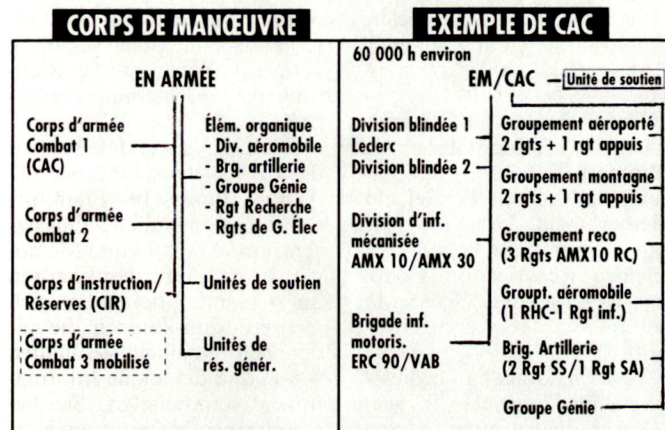 CORPS DE MANŒUVRE
EN ARMÉE
Corps d'armée
Combat 1
(CAC)
Corps d'armée
Combat 2
Corps d'instruction/
Réserves (CIR)
Corps d'armée
Combat 3 mobilisé
Élém. organique
- Div. aéromobile
- Brg. artillerie
- Groupe Génie
- Rgt Recherche
- Rgts de G. Élec
Unités de soutien
Unités de
rés. génér.
EXEMPLE DE CAC
60 000 h environ
EM/CAC
Unité de soutien
Division blindée 1
Leclerc
Division blindée 2
Division d'inf.
mécanisée
AMX 10/AMX 30
Brigade inf.
motoris.
ERC 90/VAB
Groupement aéroporté
2 rgts + 1 rgt appuis
Groupement montagne
2 rgts + 1 rgt appuis
Groupement reco
(3 Rgts AMX10 RC)
Groupt. aéromobile
(1 RHC-1 Rgt inf.)
Brig. Artillerie
(2 Rgt SS/1 Rgt SA)
Groupe Génie